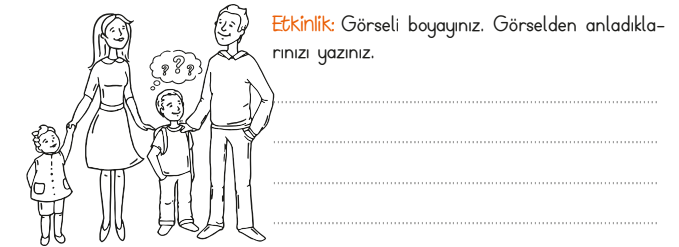 Etkinlik: Görseli boyayınız. Görselden anladıkla-
rınızı yazınız.
? ? ?